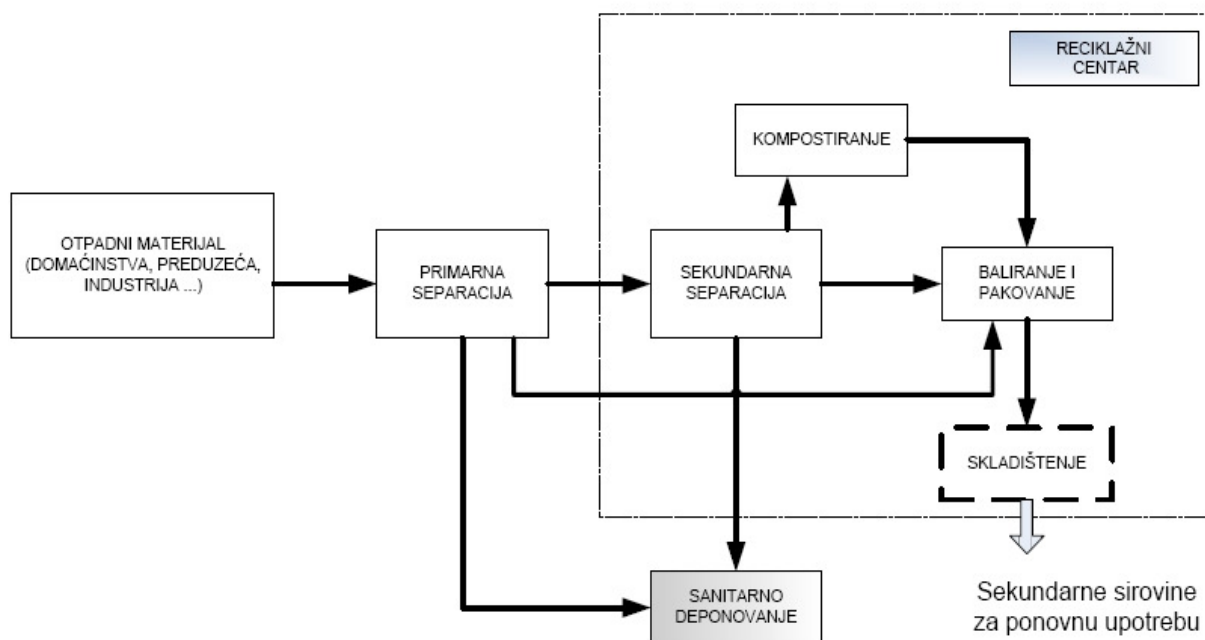 RECIKLAŽNI
CENTAR
KOMPOSTIRANJE
OTPADNI MATERIJAL
(DOMAĆINSTVA, PREDUZEĆA,
INDUSTRIJA ...)
PRIMARNA
SEPARACIJA
SEKUNDARNA
SEPARACIJA
BALIRANJE I
PAKOVANJE
SKLADIŠTENJE
SANITARNO
DEPONOVANJE
Sekundarne sirovine
za ponovnu upotrebu